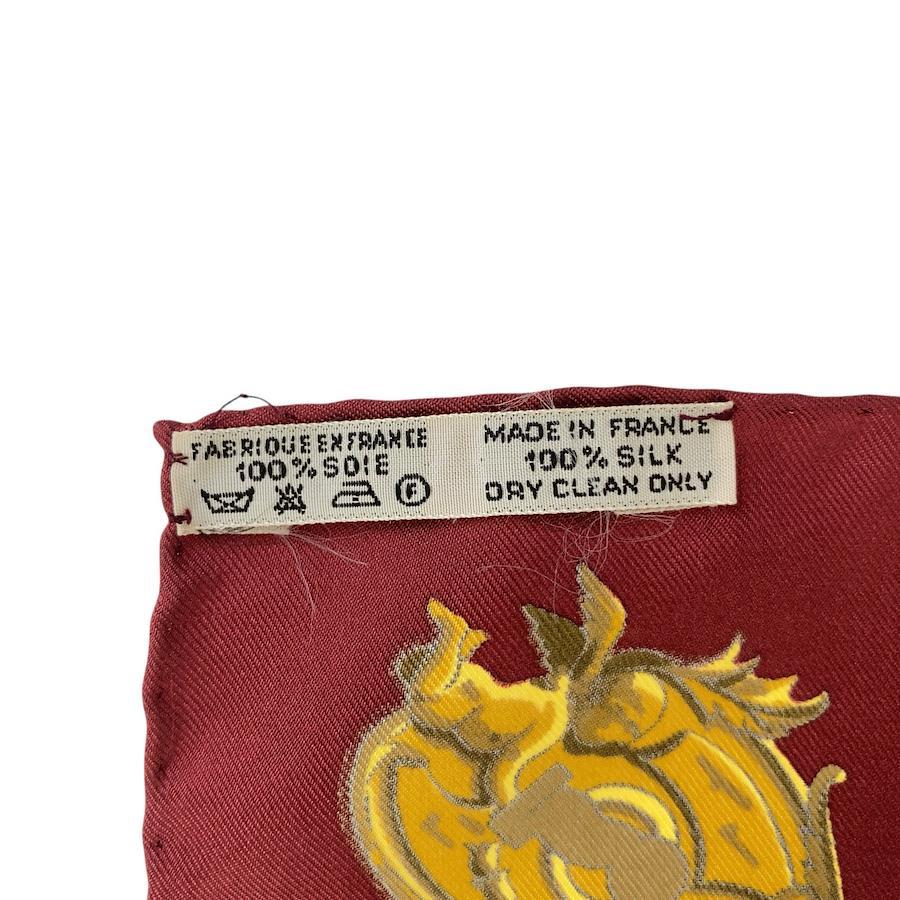 FABRIQUE EN FRANCE
100% SOIE
F
MADE IN FRANCE
100% SILK
DRY CLEAN ONLY